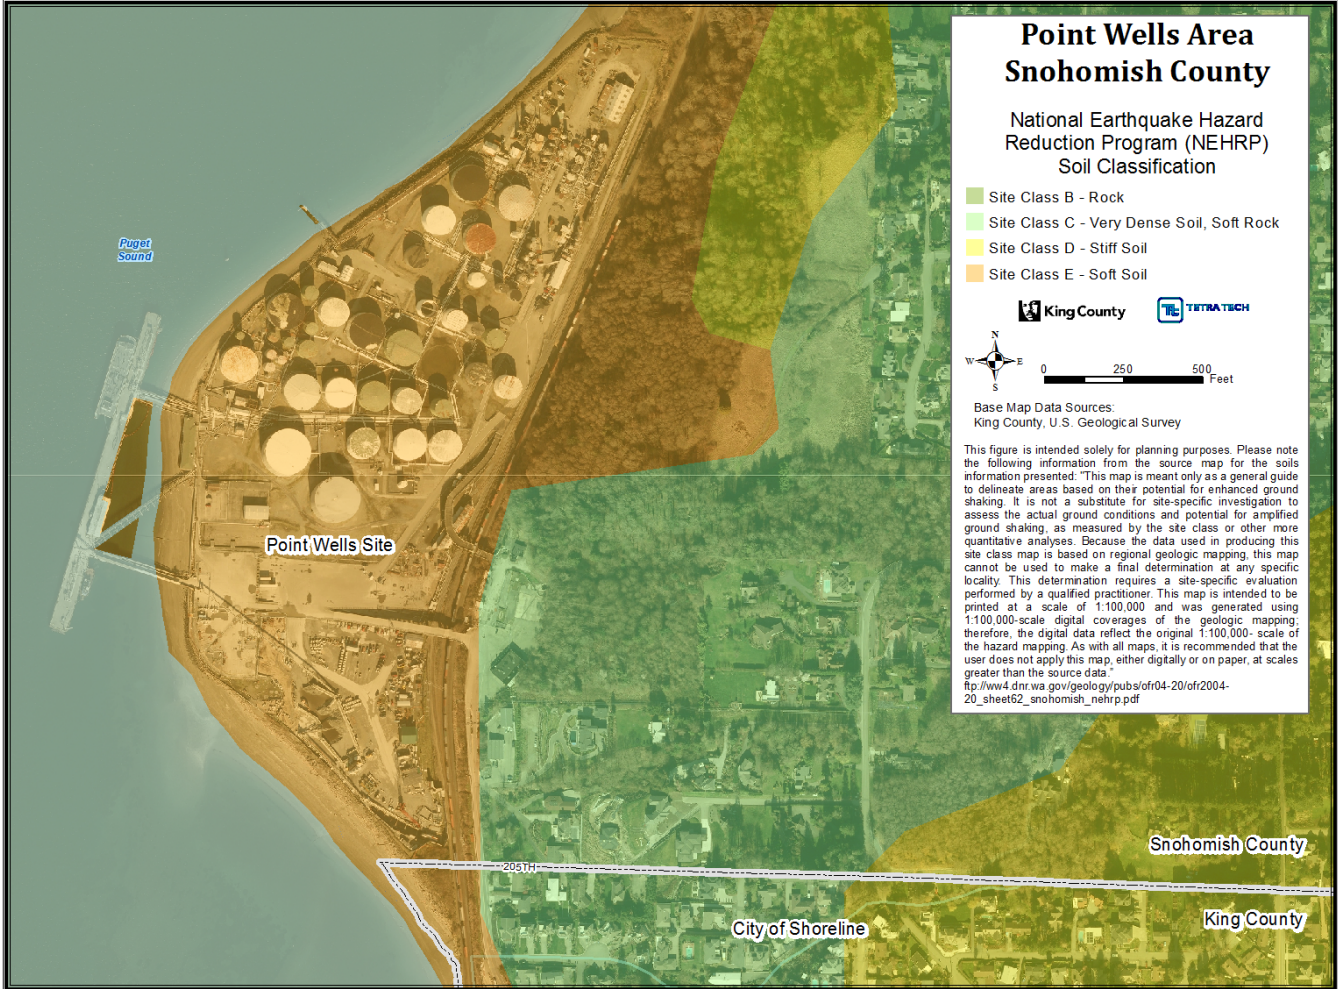 Point Wells Area
Snohomish County
National Earthquake Hazard
Reduction Program (NEHRP)
Soil Classification
Site Class B - Rock
Site Class C - Very Dense Soil, Soft Rock
Site Class D - Stiff Soil
Site Class E - Soft Soil
King County
TETRA TECH
N
W E
S
0 250 500
Feet
Base Map Data Sources:
King County, U.S. Geological Survey
This figure is intended solely for planning purposes. Please note
the following information from the source map for the soils
information presented: "This map is meant only as a general guide
to delineate areas based on their potential for enhanced ground
shaking. It is not a substitute for site-specific investigation to
assess the actual ground conditions and potential for amplified
ground shaking, as measured by the site class or other more
quantitative analyses. Because the data used in producing this
site class map is based on regional geologic mapping, this map
cannot be used to make a final determination at any specific
locality. This determination requires a site-specific evaluation
performed by a qualified practitioner. This map is intended to be
printed at a scale of 1:100,000 and was generated using
1:100,000-scale digital coverages of the geologic mapping;
therefore, the digital data reflect the original 1:100,000- scale of
the hazard mapping. As with all maps, it is recommended that the
user does not apply this map, either digitally or on paper, at scales
greater than the source data."
ftp://ww4.dnr.wa.gov/geology/pubs/ofr04-20/ofr2004-
20_sheet62_snohomish_nehrp.pdf
Puget
Sound
Point Wells Site
205TH
Snohomish County
King County
City of Shoreline